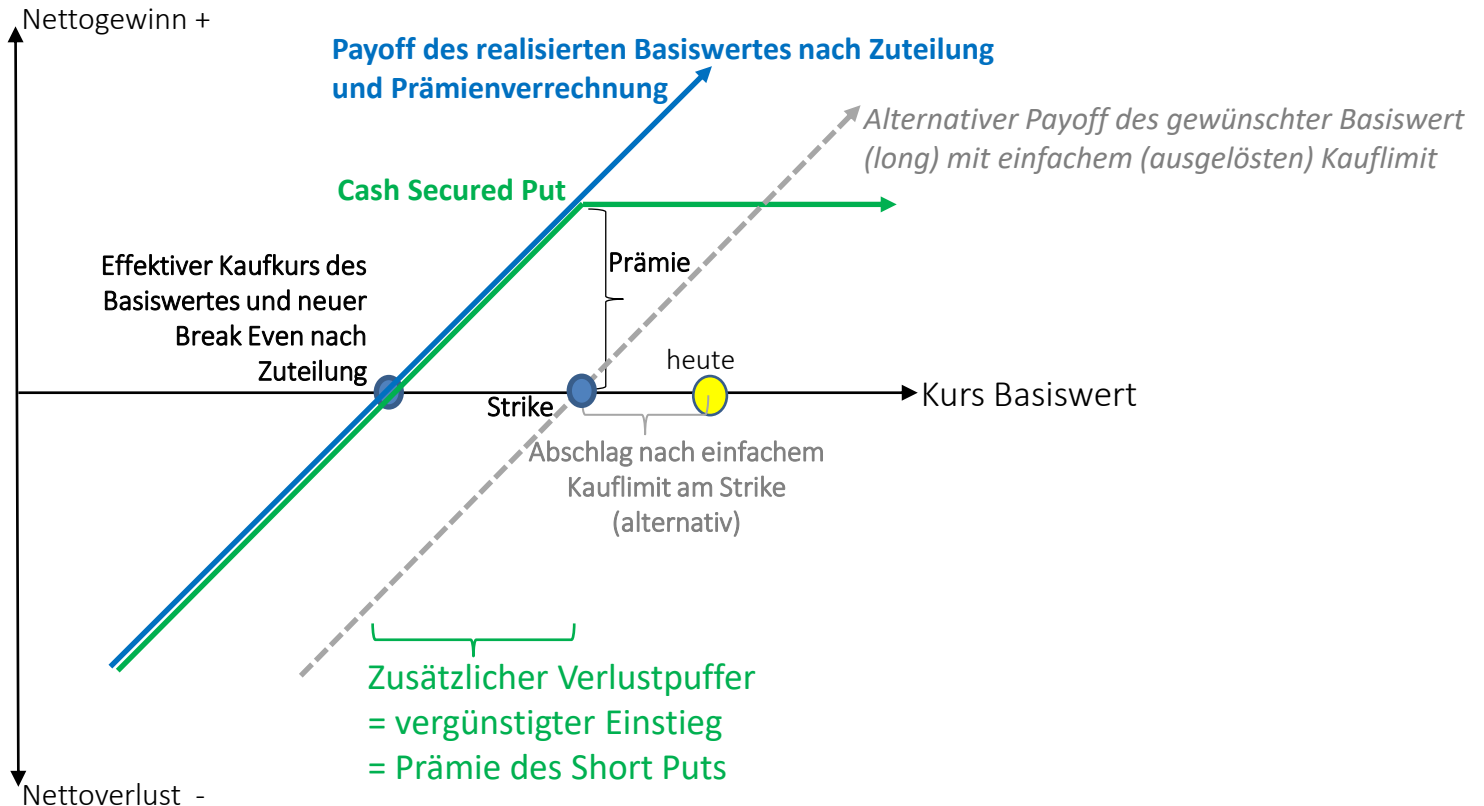 Nettogewinn +
Payoff des realisierten Basiswertes nach Zuteilung
und Prämienverrechnung
Alternativer Payoff des gewünschter Basiswert
(long) mit einfachem (ausgelösten) Kauflimit
Cash Secured Put
Prämie
Effektiver Kaufkurs des
Basiswertes und neuer
Break Even nach
Zuteilung
heute
Strike
Kurs Basiswert
Abschlag nach einfachem
Kauflimit am Strike
(alternativ)
Zusätzlicher Verlustpuffer
= vergünstigter Einstieg
= Prämie des Short Puts
Nettoverlust -